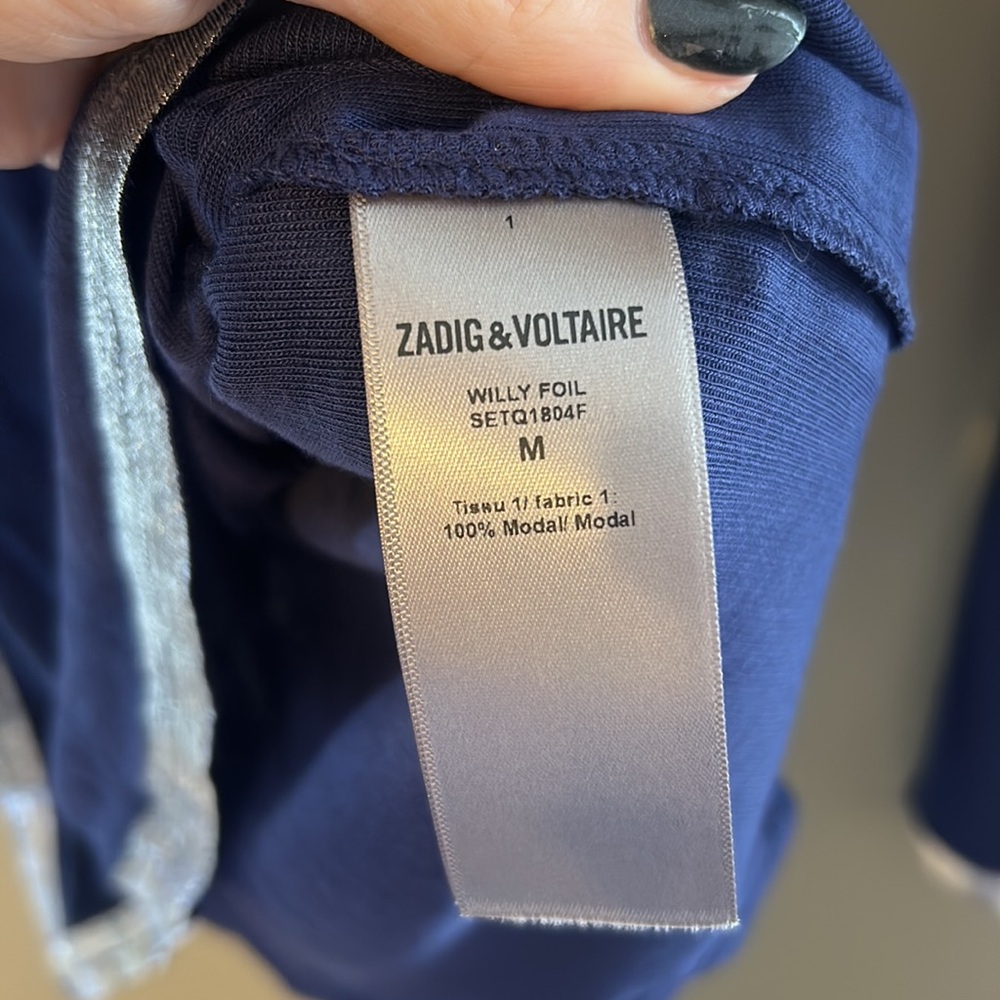 1
ZADIG & VOLTAIRE
WILLY FOIL
SETQ1804F
M
Tissu 1/ fabric 1:
100% Modal/ Modal